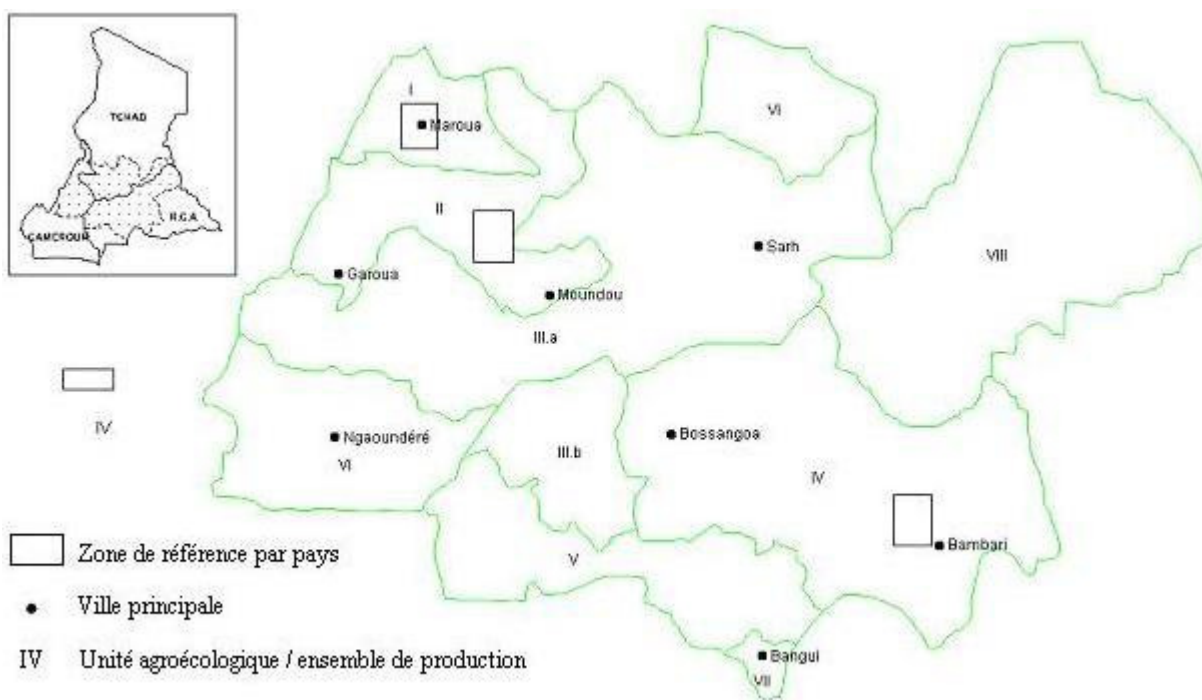 TCHAD
R.C.A
CAMEROUN
I
Maroua
VI
II
Sarh
Garoua
Moundou
VIII
III.a
IV
Ngaoundéré
VI
Bossangoa
III.b
IV
V
Bambari
Bangui
VII
Zone de référence par pays
Ville principale
IV Unité agroécologique / ensemble de production